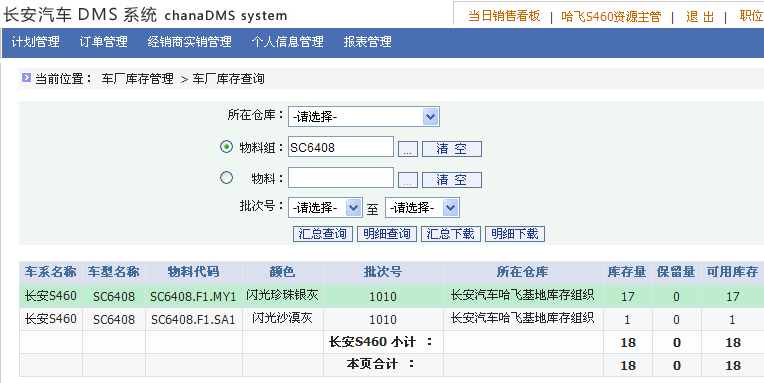 长安汽车 DMS 系统 chanaDMS system
当日销售看板 | 哈飞S460资源主管 | 退 出 | 职位
计划管理 订单管理 经销商实销管理 个人信息管理 报表管理
当前位置： 车厂库存管理 > 车厂库存查询
所在仓库： -请选择-
物料组： SC6408 ... 清 空
物料： ... 清 空
批次号： -请选择- 至 -请选择-
汇总查询 明细查询 汇总下载 明细下载
车系名称 车型名称 物料代码 颜色 批次号 所在仓库 库存量 保留量 可用库存
长安S460 SC6408 SC6408.F1.MY1 闪光珍珠银灰 1010 长安汽车哈飞基地库存组织 17 0 17
长安S460 SC6408 SC6408.F1.SA1 闪光沙漠灰 1010 长安汽车哈飞基地库存组织 1 0 1
长安S460 小计 ： 18 0 18
本页合计 ： 18 0 18